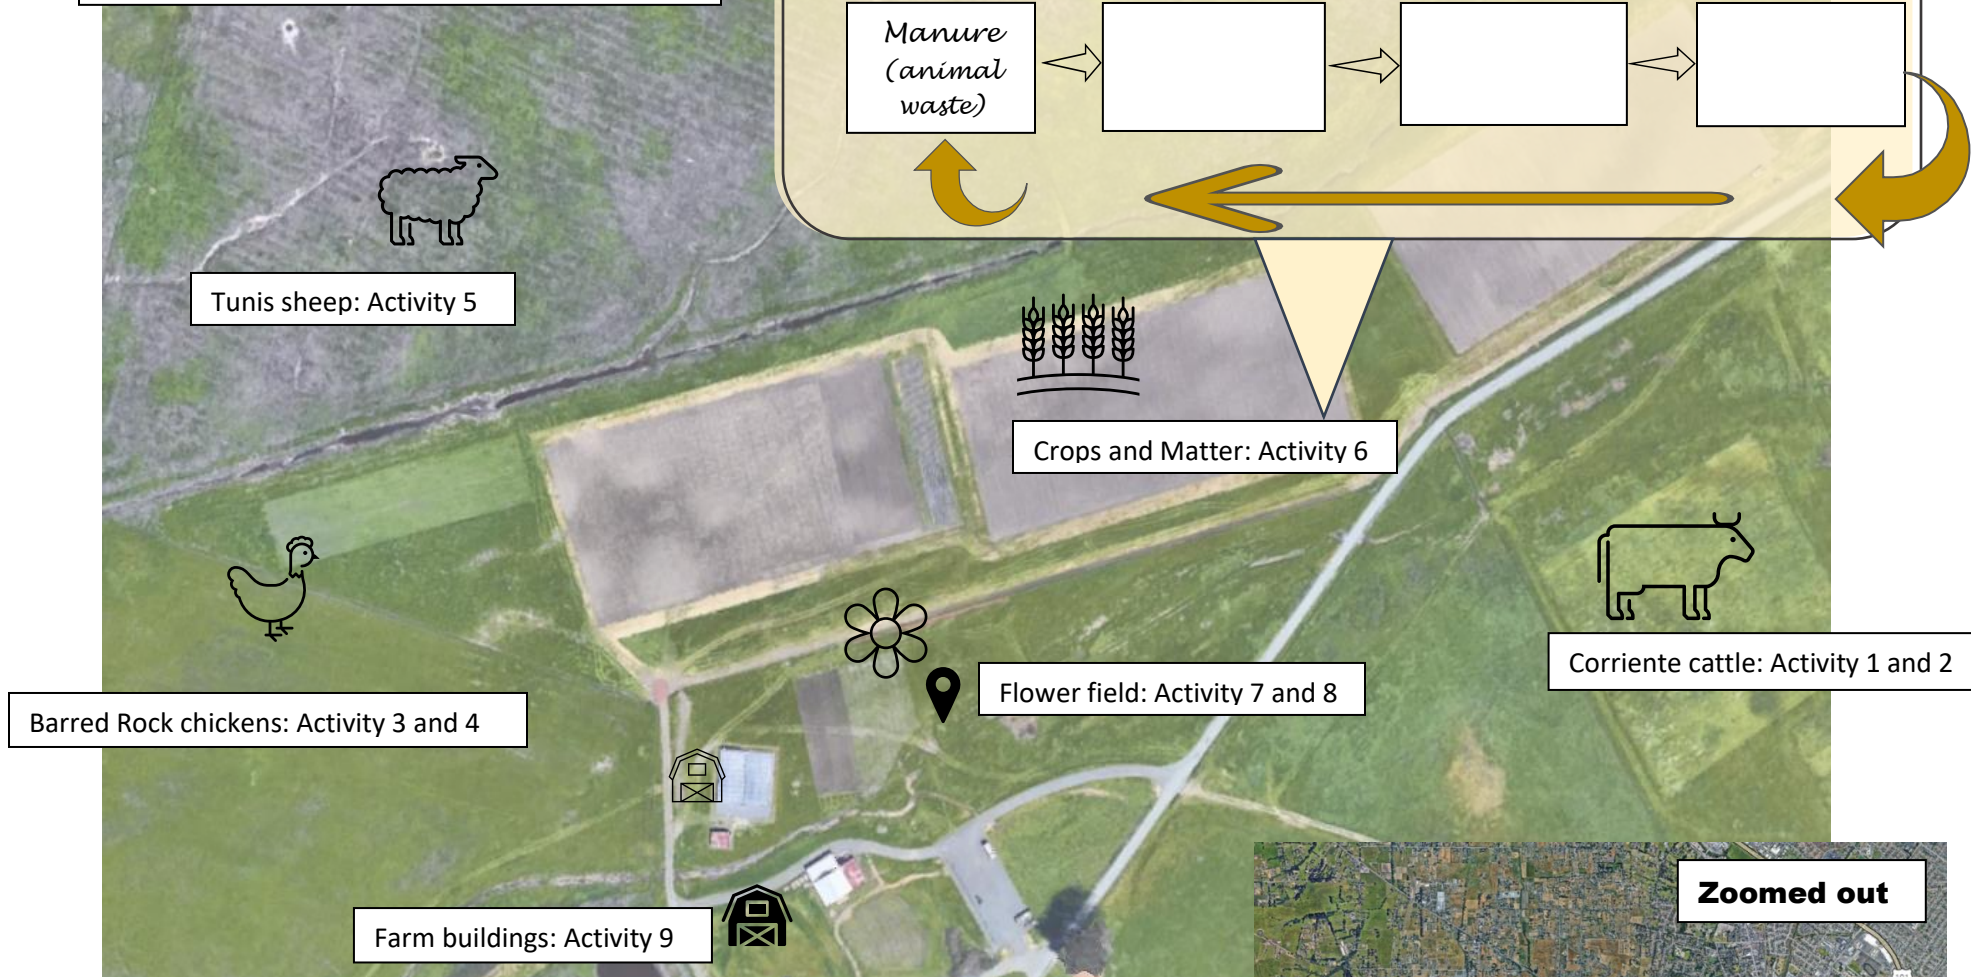 Manure
(animal
waste)
Tunis sheep: Activity 5
Crops and Matter: Activity 6
Corriente cattle: Activity 1 and 2
Flower field: Activity 7 and 8
Barred Rock chickens: Activity 3 and 4
Zoomed out
Farm buildings: Activity 9